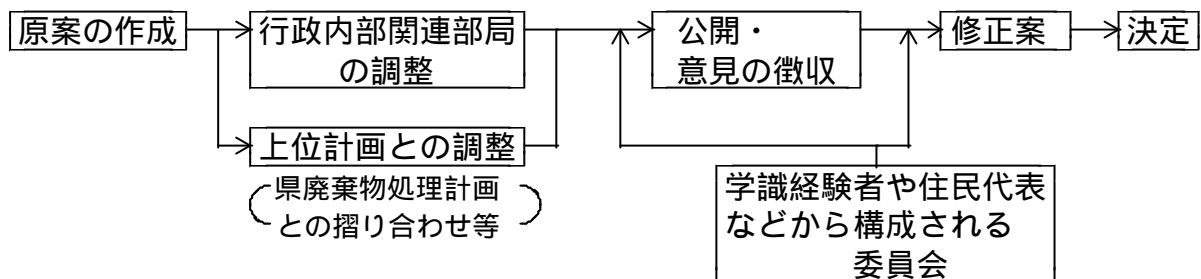 原案の作成
行政内部関連部局
の調整
公開・
意見の徴収
修正案
決定
上位計画との調整
県廃棄物処理計画
との摺り合わせ等
学識経験者や住民代表
などから構成される
委員会